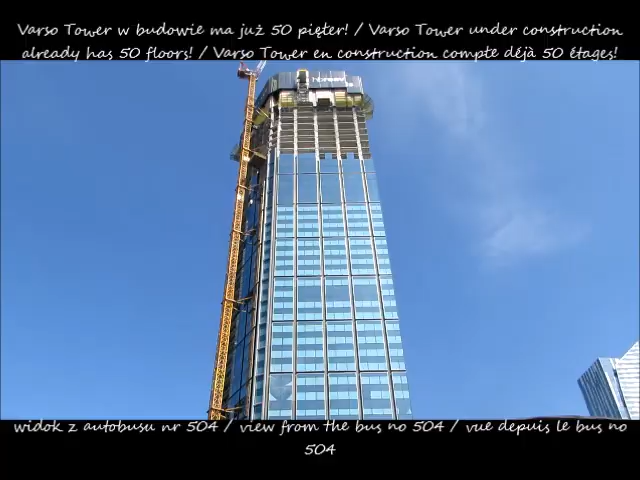 Varso Tower w budowie ma już 50 pięter! / Varso Tower under construction
already has 50 floors! / Varso Tower en construction compte déjà 50 étages!
widok z autobusu nr 504 / view from the bus no 504 / vue depuis le bus no
504